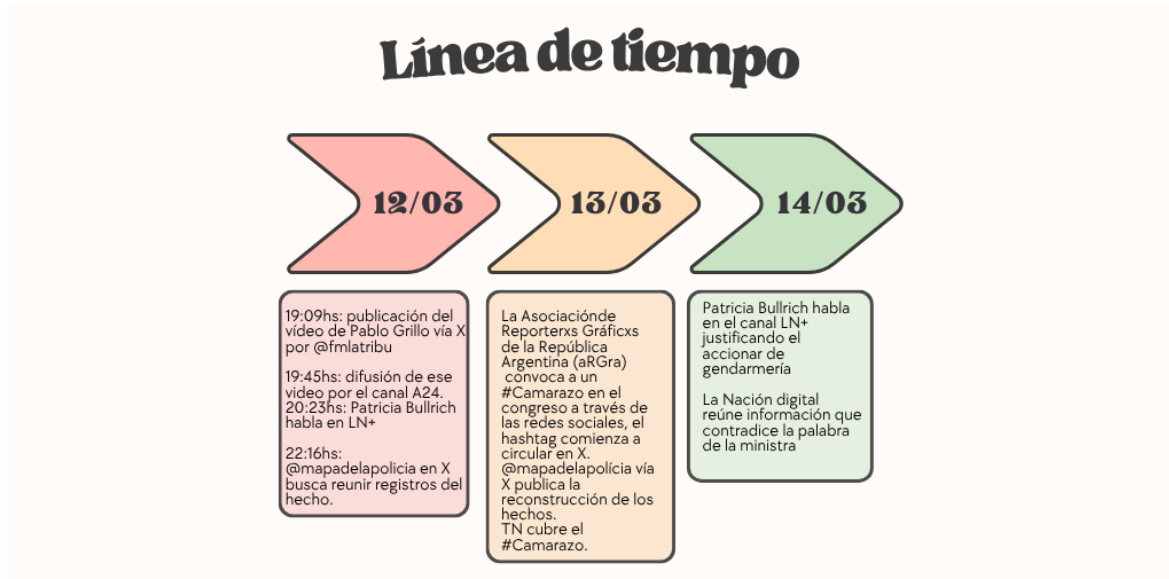 Línea de tiempo
12/03
19:09hs: publicación del
vídeo de Pablo Grillo vía X
por @fmlatribu
19:45hs: difusión de ese
video por el canal A24.
20:23hs: Patricia Bullrich
habla en LN+
22:16hs:
@mapadelapolicia en X
busca reunir registros del
hecho.
13/03
La Asociaciónde
Reporterxs Gráficxs
de la República
Argentina (aRGra)
convoca a un
#Camarazo en el
congreso a través de
las redes sociales, el
hashtag comienza a
circular en X.
@mapadelapolícia vía
X publica la
reconstrucción de los
hechos.
TN cubre el
#Camarazo.
14/03
Patricia Bullrich habla
en el canal LN+
justificando el
accionar de
gendarmería
La Nación digital
reúne información que
contradice la palabra
de la ministra